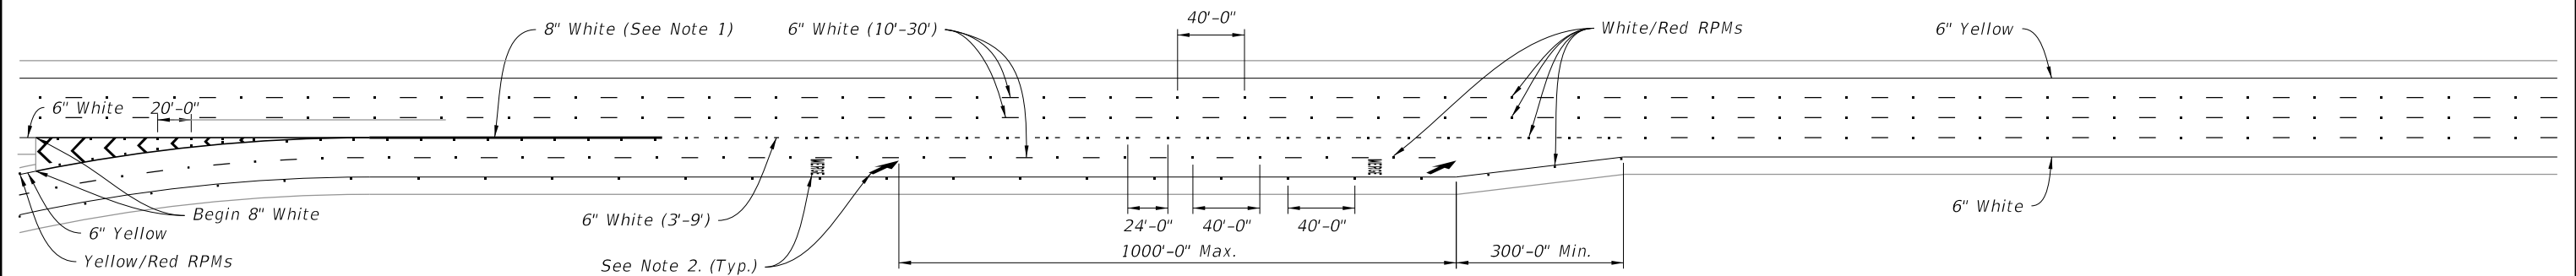 40'-0"
8" White (See Note 1)
6" White (10'-30')
White/Red RPMs
6" Yellow
6" White
20'-0"
MERGE
MERGE
Begin 8" White
6" White (3'-9')
24'-0"
40'-0"
40'-0"
6" White
6" Yellow
1000'-0" Max.
300'-0" Min.
Yellow/Red RPMs
See Note 2. (Typ.)